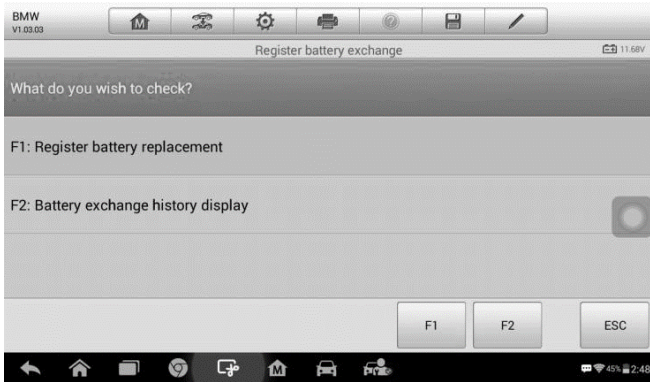 BMW
V1.03.03
M
?
Register battery exchange
11.68V
What do you wish to check?
F1: Register battery replacement
F2: Battery exchange history display
F1 F2 ESC
M
45% 2:48